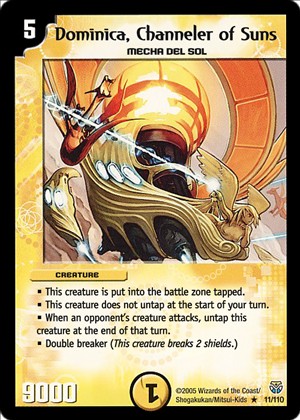 5 Dominica, Channeler of Suns
MECHA DEL SOL
CREATURE
▪ This creature is put into the battle zone tapped.
▪ This creature does not untap at the start of your turn.
▪ When an opponent's creature attacks, untap this
creature at the end of that turn.
▪ Double breaker (This creature breaks 2 shields.)
9000
1
©2005 Wizards of the Coast/
Shogakukan/Mitsui-Kids ★ 11/110